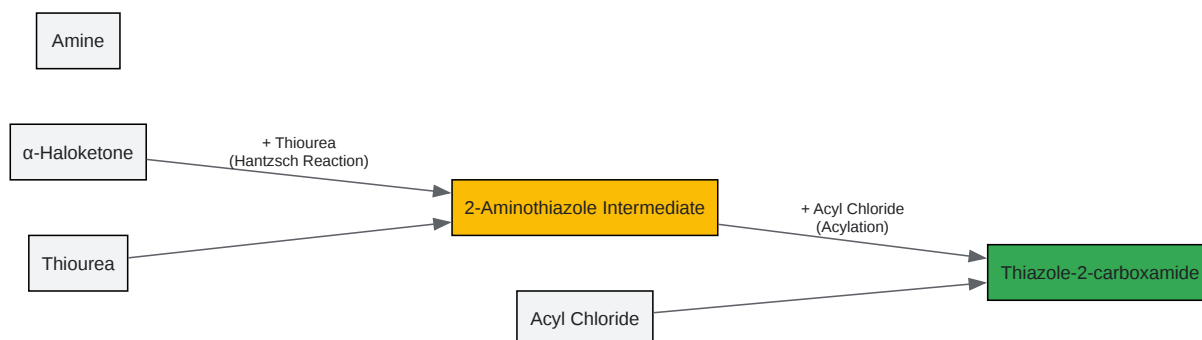 Amine
α-Haloketone
+ Thiourea
(Hantzsch Reaction)
Thiourea
2-Aminothiazole Intermediate
+ Acyl Chloride
(Acylation)
Acyl Chloride
Thiazole-2-carboxamide